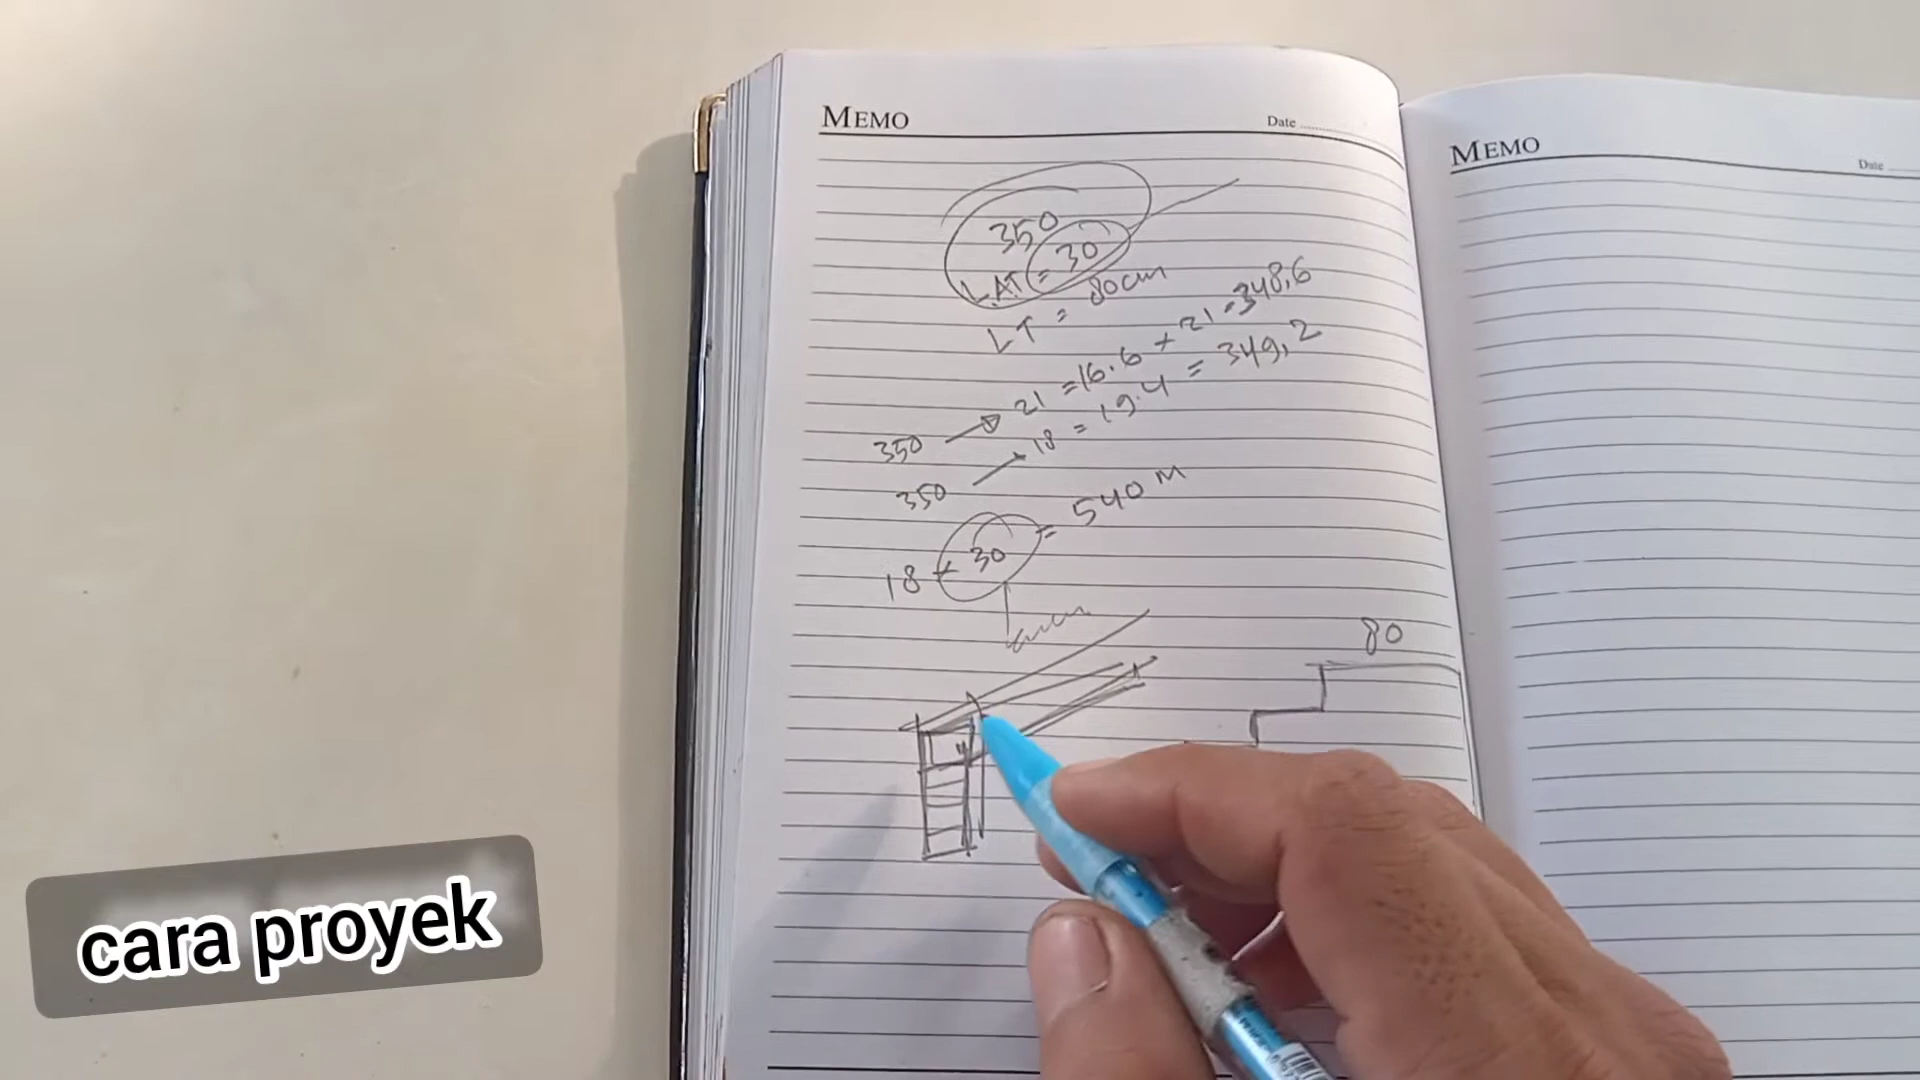 MEMO Date
350
LAT = 30
LT = 80cm
350 → 21 = 16.6 + 21 = 348,6
350 → 18 = 19.4 = 349,2
18 × 30 = 540 M
80
MEMO Date
cara proyek